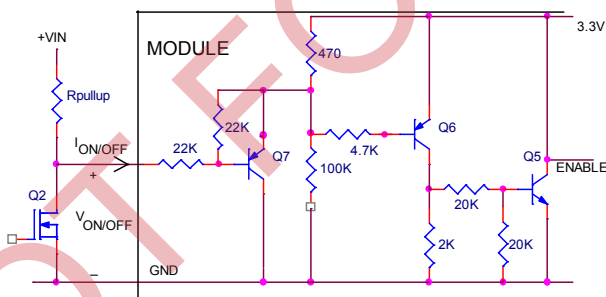 +VIN
MODULE
3.3V
470
Rpullup
I
ON/OFF
22K
22K
Q7
4.7K
Q6
Q5
100K
ENABLE
+
Q2
V
ON/OFF
20K
2K
20K
–
GND